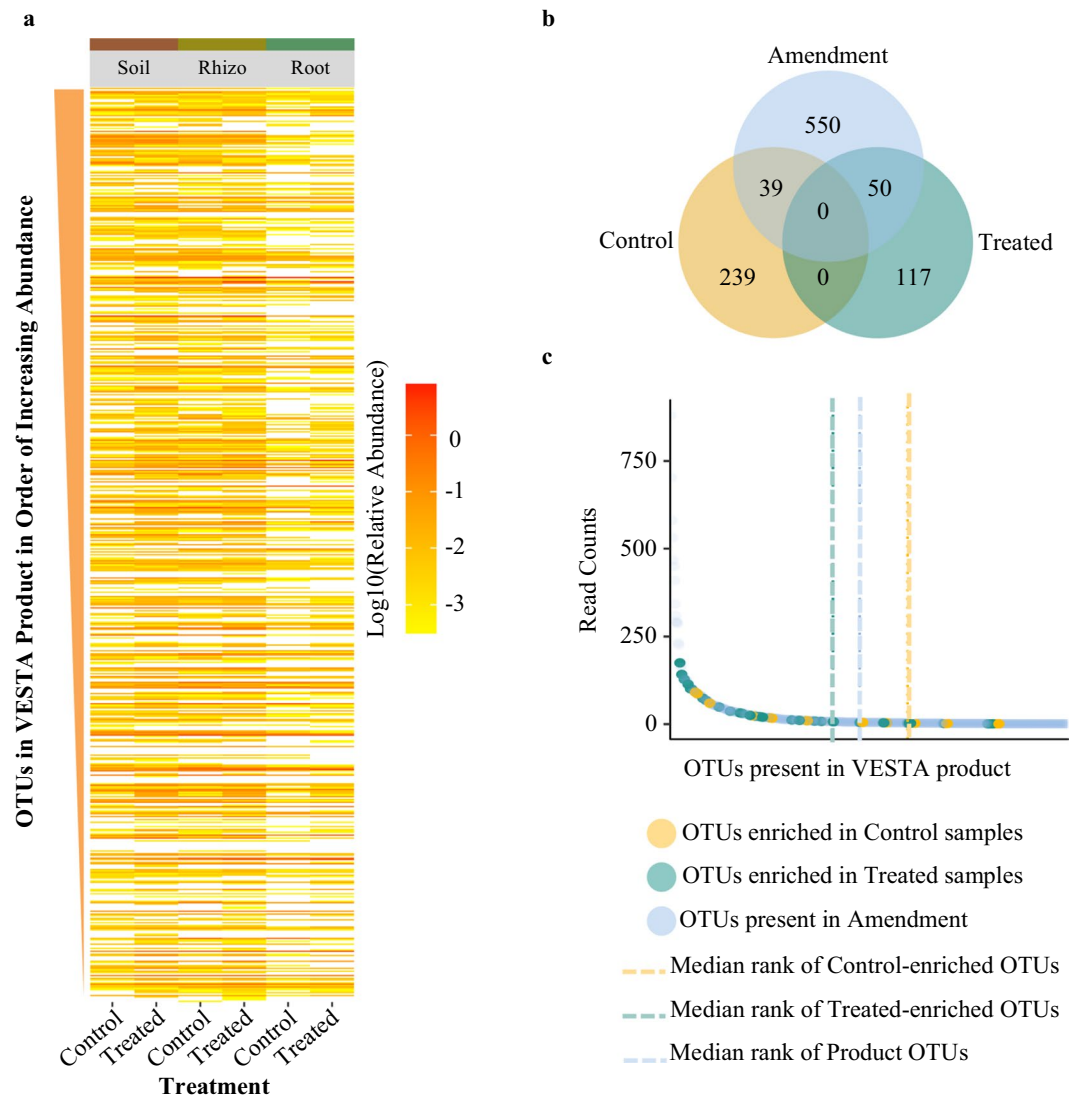 a
Soil Rhizo Root
OTUs in VESTA Product in Order of Increasing Abundance
Control Treated Control Treated Control Treated
Treatment
Log10(Relative Abundance)
0
-1
-2
-3
b
Amendment
550
39
50
0
Control
Treated
239
0
117
c
Read Counts
750
500
250
0
OTUs present in VESTA product
OTUs enriched in Control samples
OTUs enriched in Treated samples
OTUs present in Amendment
Median rank of Control-enriched OTUs
Median rank of Treated-enriched OTUs
Median rank of Product OTUs